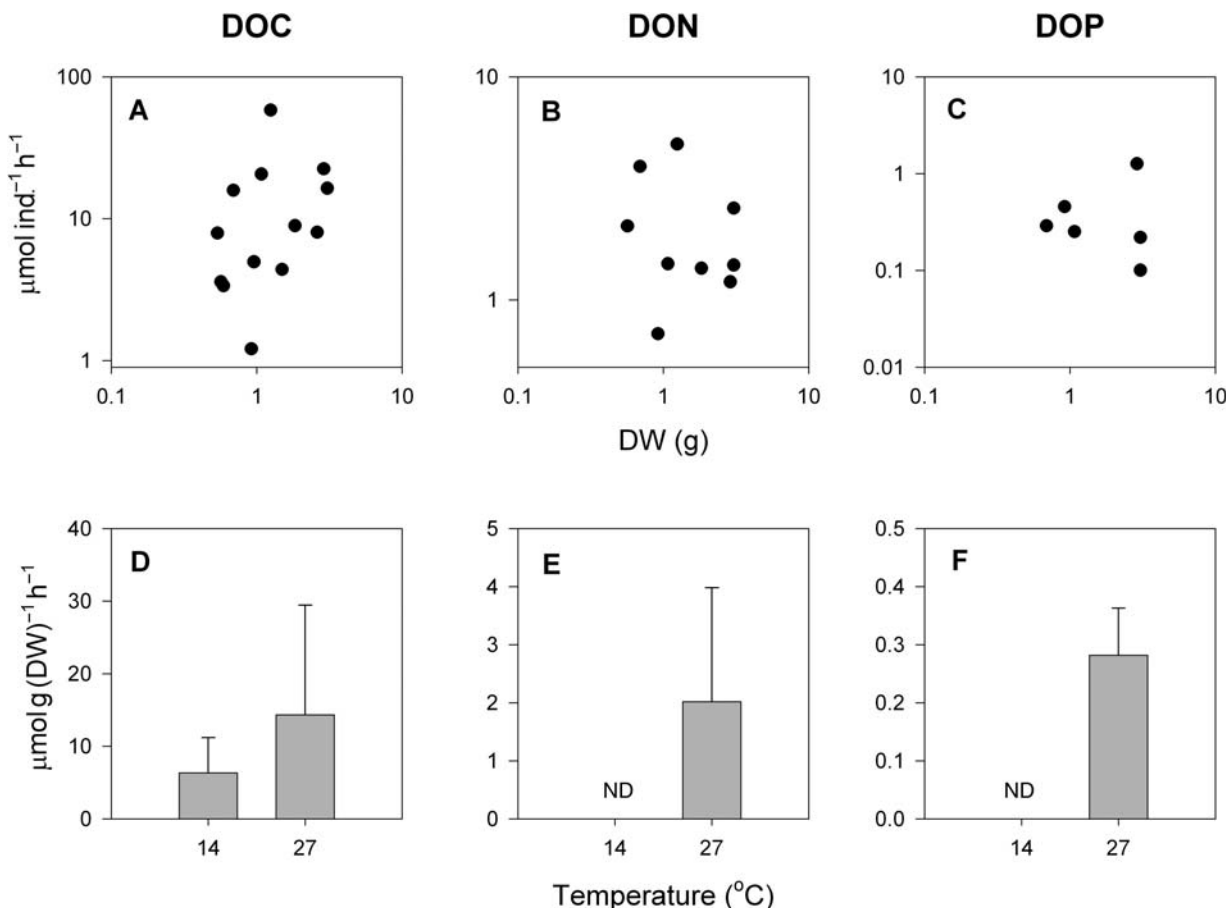 DOC DON DOP
A B C
100
10
1
10
1
10
1
0.1
0.01
μmol ind.⁻¹ h⁻¹
0.1 1 10 0.1 1 10 0.1 1 10
DW (g)
D E F
40
30
20
10
0
5
4
3
2
1
0
0.5
0.4
0.3
0.2
0.1
0.0
μmol g (DW)⁻¹ h⁻¹
ND ND
14 27 14 27 14 27
Temperature (°C)